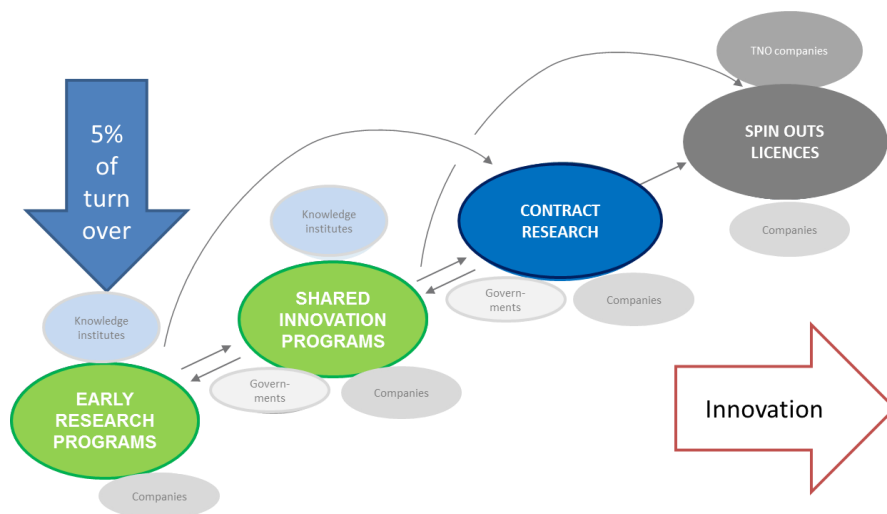 TNO companies
SPIN OUTS
LICENCES
Companies
5%
of
turn
over
CONTRACT
RESEARCH
Knowledge
institutes
Govern-
ments
Companies
SHARED
INNOVATION
PROGRAMS
Knowledge
institutes
Govern-
ments
Companies
EARLY
RESEARCH
PROGRAMS
Companies
Innovation